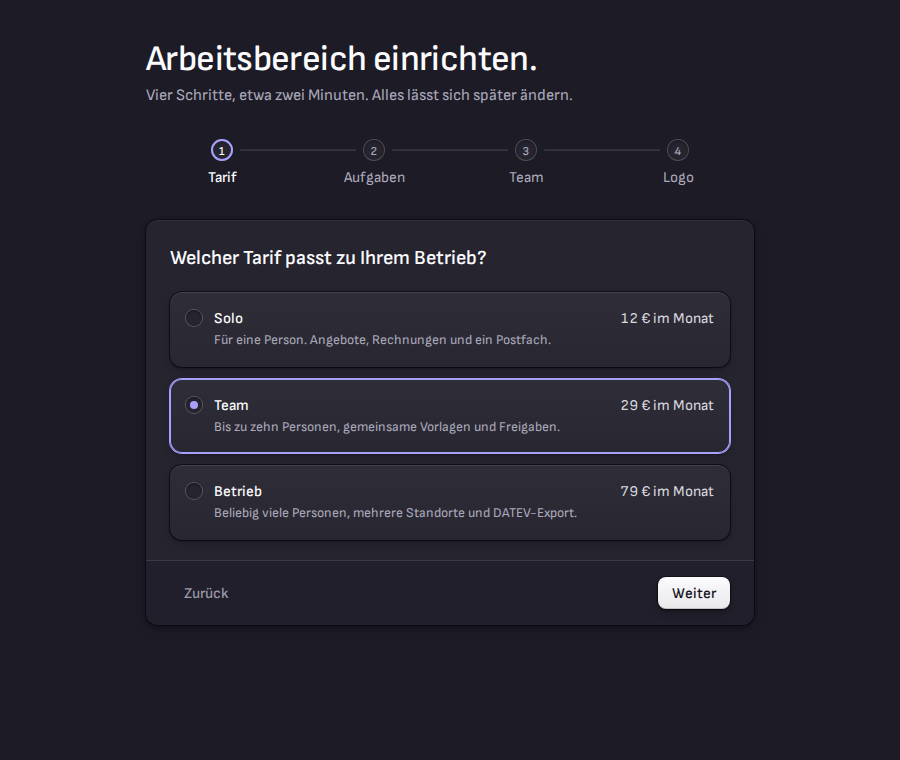 Arbeitsbereich einrichten.
Vier Schritte, etwa zwei Minuten. Alles lässt sich später ändern.
1 2 3 4
Tarif Aufgaben Team Logo
Welcher Tarif passt zu Ihrem Betrieb?
Solo 12 € im Monat
Für eine Person. Angebote, Rechnungen und ein Postfach.
Team 29 € im Monat
Bis zu zehn Personen, gemeinsame Vorlagen und Freigaben.
Betrieb 79 € im Monat
Beliebig viele Personen, mehrere Standorte und DATEV-Export.
Zurück Weiter